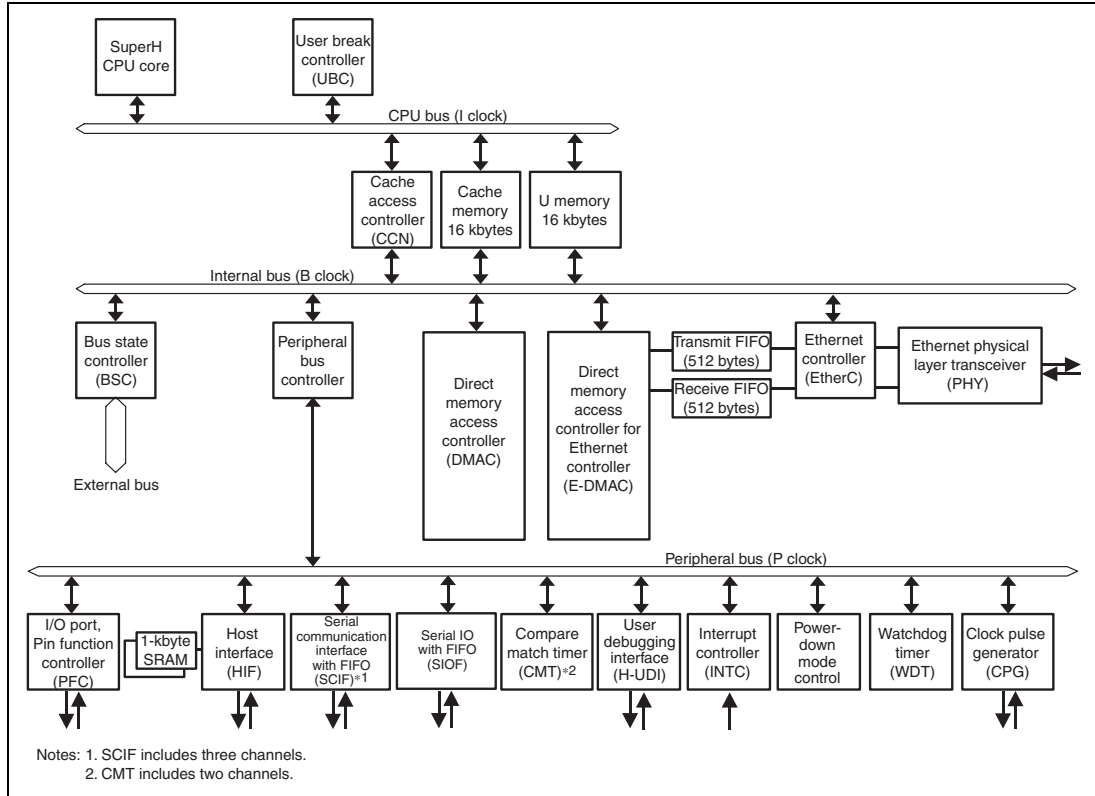 SuperH
CPU core
User break
controller
(UBC)
CPU bus (I clock)
Cache
access
controller
(CCN)
Cache
memory
16 kbytes
U memory
16 kbytes
Internal bus (B clock)
Bus state
controller
(BSC)
Peripheral
bus
controller
Direct
memory
access
controller
(DMAC)
Direct
memory
access
controller for
Ethernet
controller
(E-DMAC)
Transmit FIFO
(512 bytes)
Receive FIFO
(512 bytes)
Ethernet
controller
(EtherC)
Ethernet physical
layer transceiver
(PHY)
External bus
Peripheral bus (P clock)
I/O port,
Pin function
controller
(PFC)
1-kbyte
SRAM
Host
interface
(HIF)
Serial
communication
interface
with FIFO
(SCIF)*1
Serial IO
with FIFO
(SIOF)
Compare
match timer
(CMT)*2
User
debugging
interface
(H-UDI)
Interrupt
controller
(INTC)
Power-
down
mode
control
Watchdog
timer
(WDT)
Clock pulse
generator
(CPG)
Notes: 1. SCIF includes three channels.
2. CMT includes two channels.